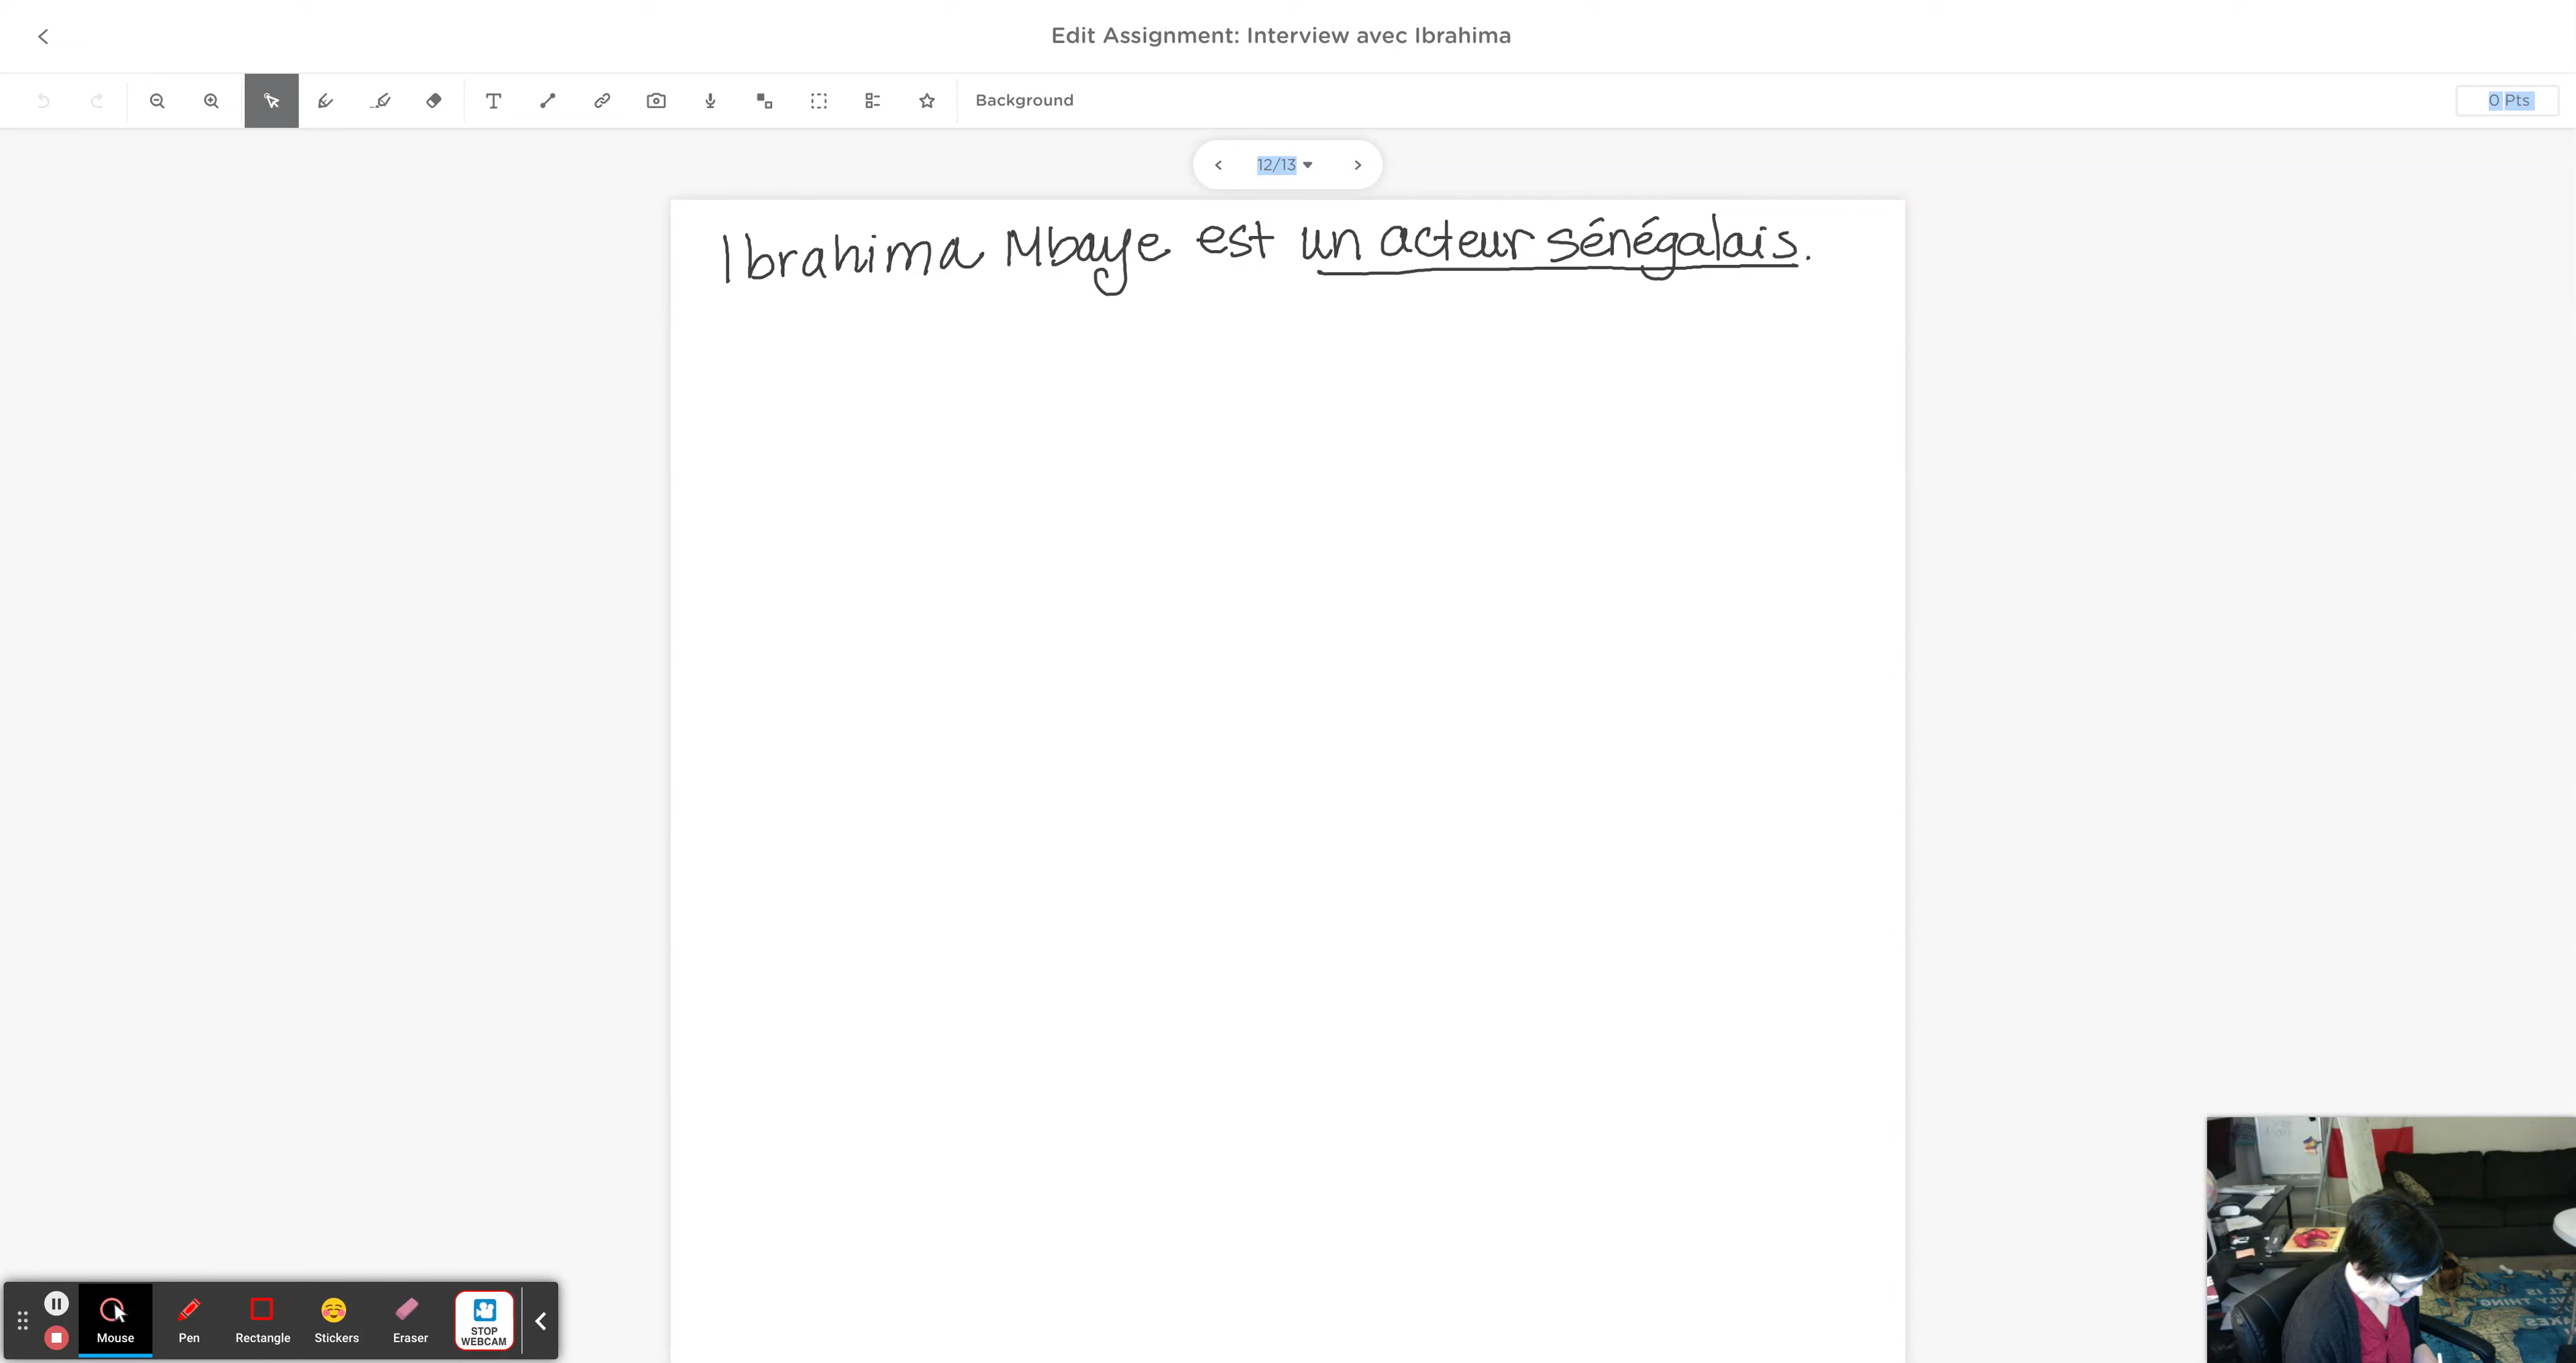 Edit Assignment: Interview avec Ibrahima
Background
0 Pts
12/13
Ibrahima Mbaye est un acteur sénégalais.
Mouse
Pen
Rectangle
Stickers
Eraser
STOP
WEBCAM